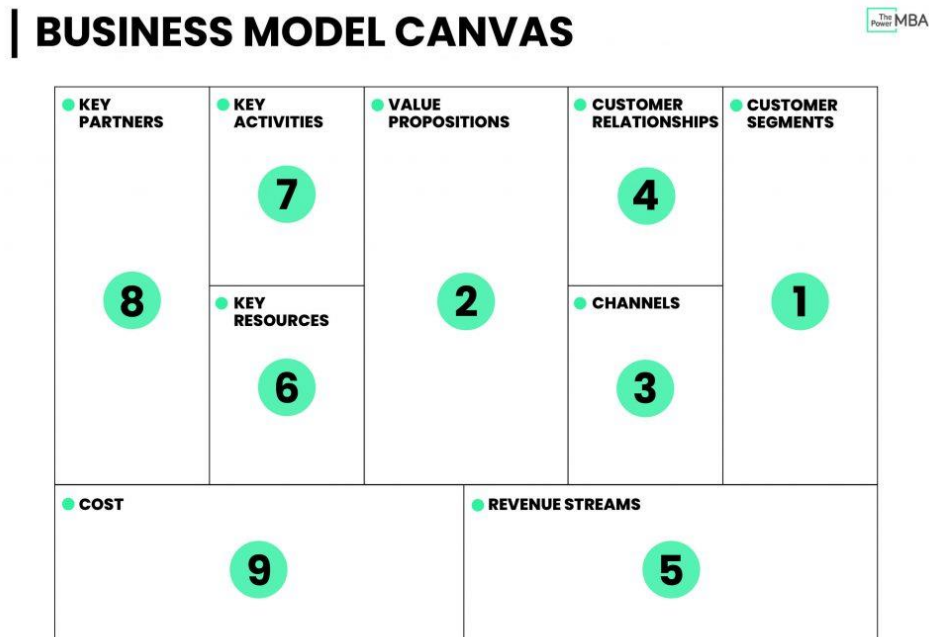 BUSINESS MODEL CANVAS
The
Power MBA
KEY
PARTNERS
8
KEY
ACTIVITIES
7
KEY
RESOURCES
6
VALUE
PROPOSITIONS
2
CUSTOMER
RELATIONSHIPS
4
CHANNELS
3
CUSTOMER
SEGMENTS
1
COST
9
REVENUE STREAMS
5